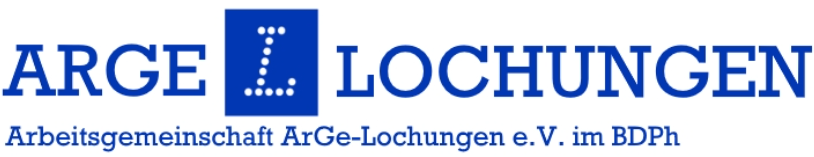 ARGE L LOCHUNGEN
Arbeitsgemeinschaft ArGe-Lochungen e.V. im BDPh